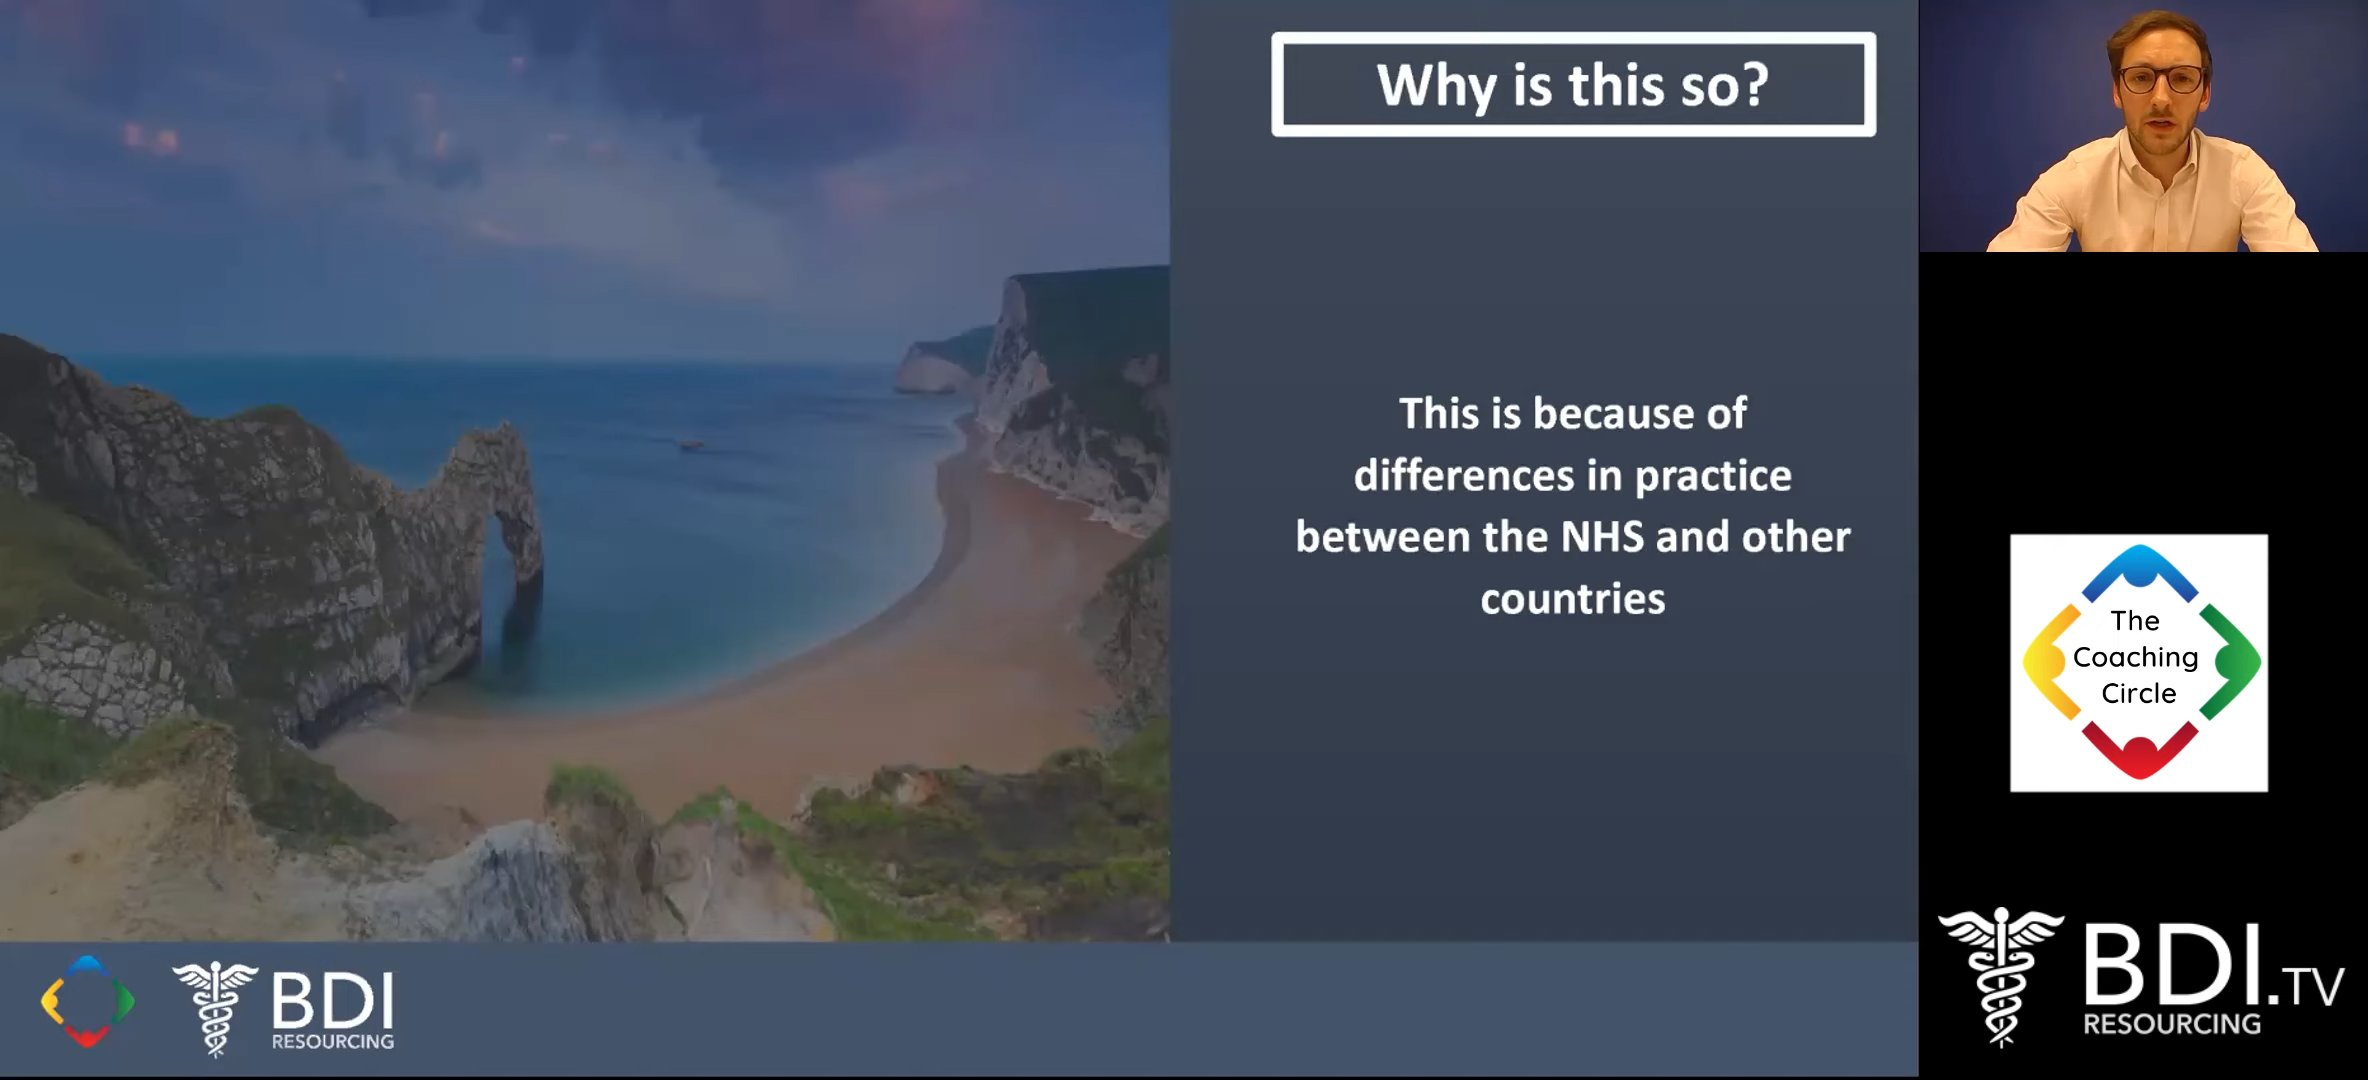 Why is this so?
This is because of
differences in practice
between the NHS and other
countries
The
Coaching
Circle
BDI
RESOURCING
BDI.TV
RESOURCING